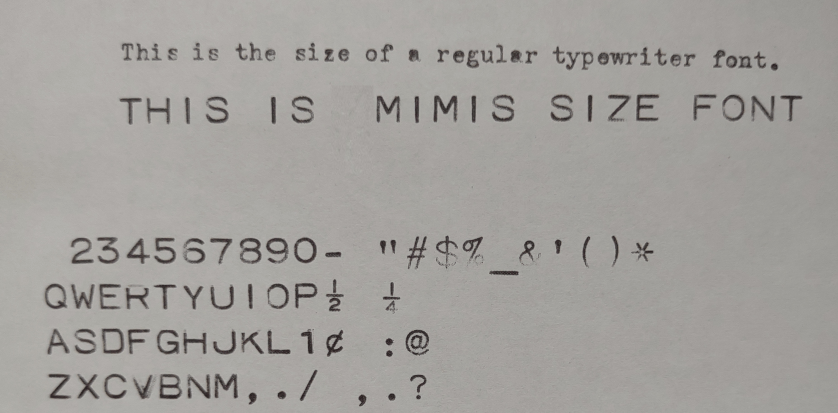 This is the size of a regular typewriter font.
THIS IS MIMIS SIZE FONT
234567890- "#$%_&'()*
QWERTYUIOP½ ¼
ASDFGHJKL1¢ :@
ZXCVBNM,./ ,.?